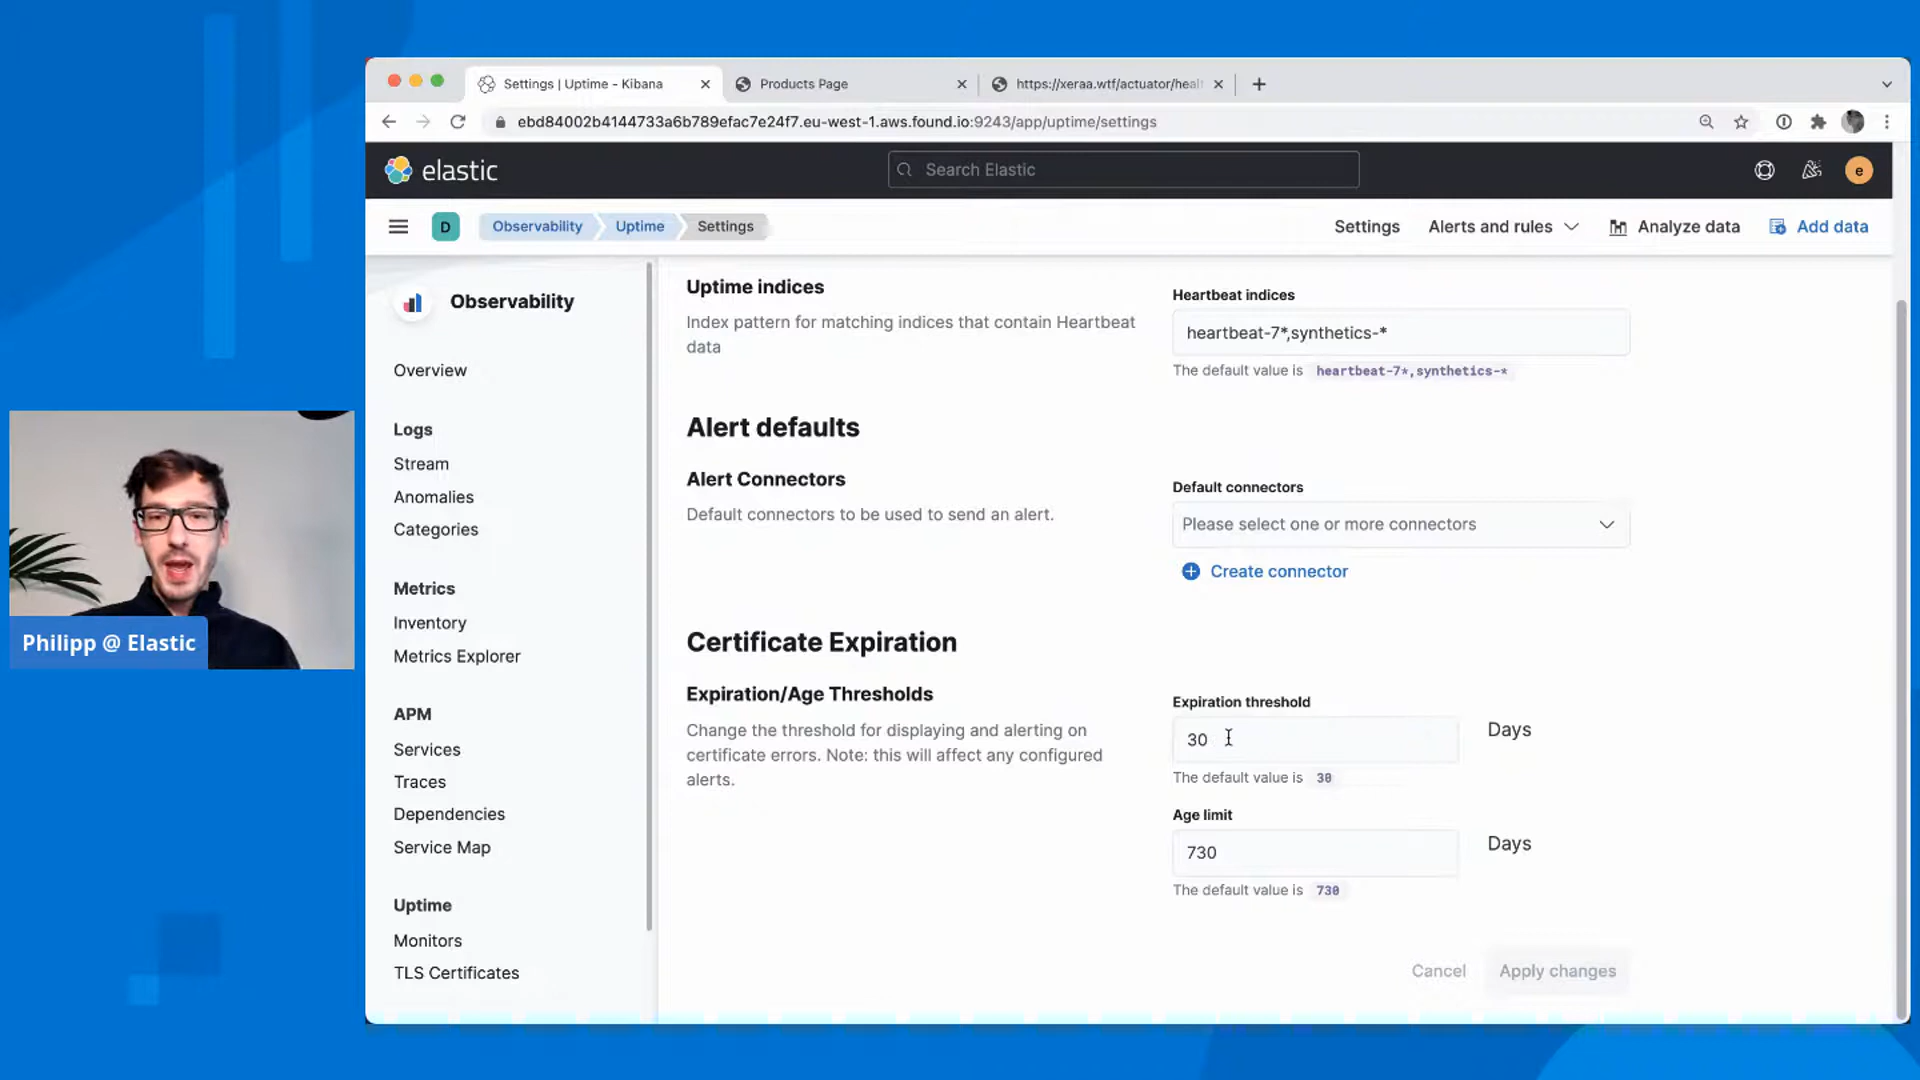 Settings | Uptime - Kibana
Products Page
https://xeraa.wtf/actuator/heal
ebd84002b4144733a6b789efac7e24f7.eu-west-1.aws.found.io:9243/app/uptime/settings
elastic
Search Elastic
e
D
Observability
Uptime
Settings
Settings
Alerts and rules
Analyze data
Add data
Observability
Overview
Logs
Stream
Anomalies
Categories
Metrics
Inventory
Metrics Explorer
APM
Services
Traces
Dependencies
Service Map
Uptime
Monitors
TLS Certificates
Uptime indices
Index pattern for matching indices that contain Heartbeat
data
Heartbeat indices
heartbeat-7*,synthetics-*
The default value is heartbeat-7*,synthetics-*
Alert defaults
Alert Connectors
Default connectors to be used to send an alert.
Default connectors
Please select one or more connectors
Create connector
Certificate Expiration
Expiration/Age Thresholds
Change the threshold for displaying and alerting on
certificate errors. Note: this will affect any configured
alerts.
Expiration threshold
30
Days
The default value is 30
Age limit
730
Days
The default value is 730
Cancel
Apply changes
Philipp @ Elastic